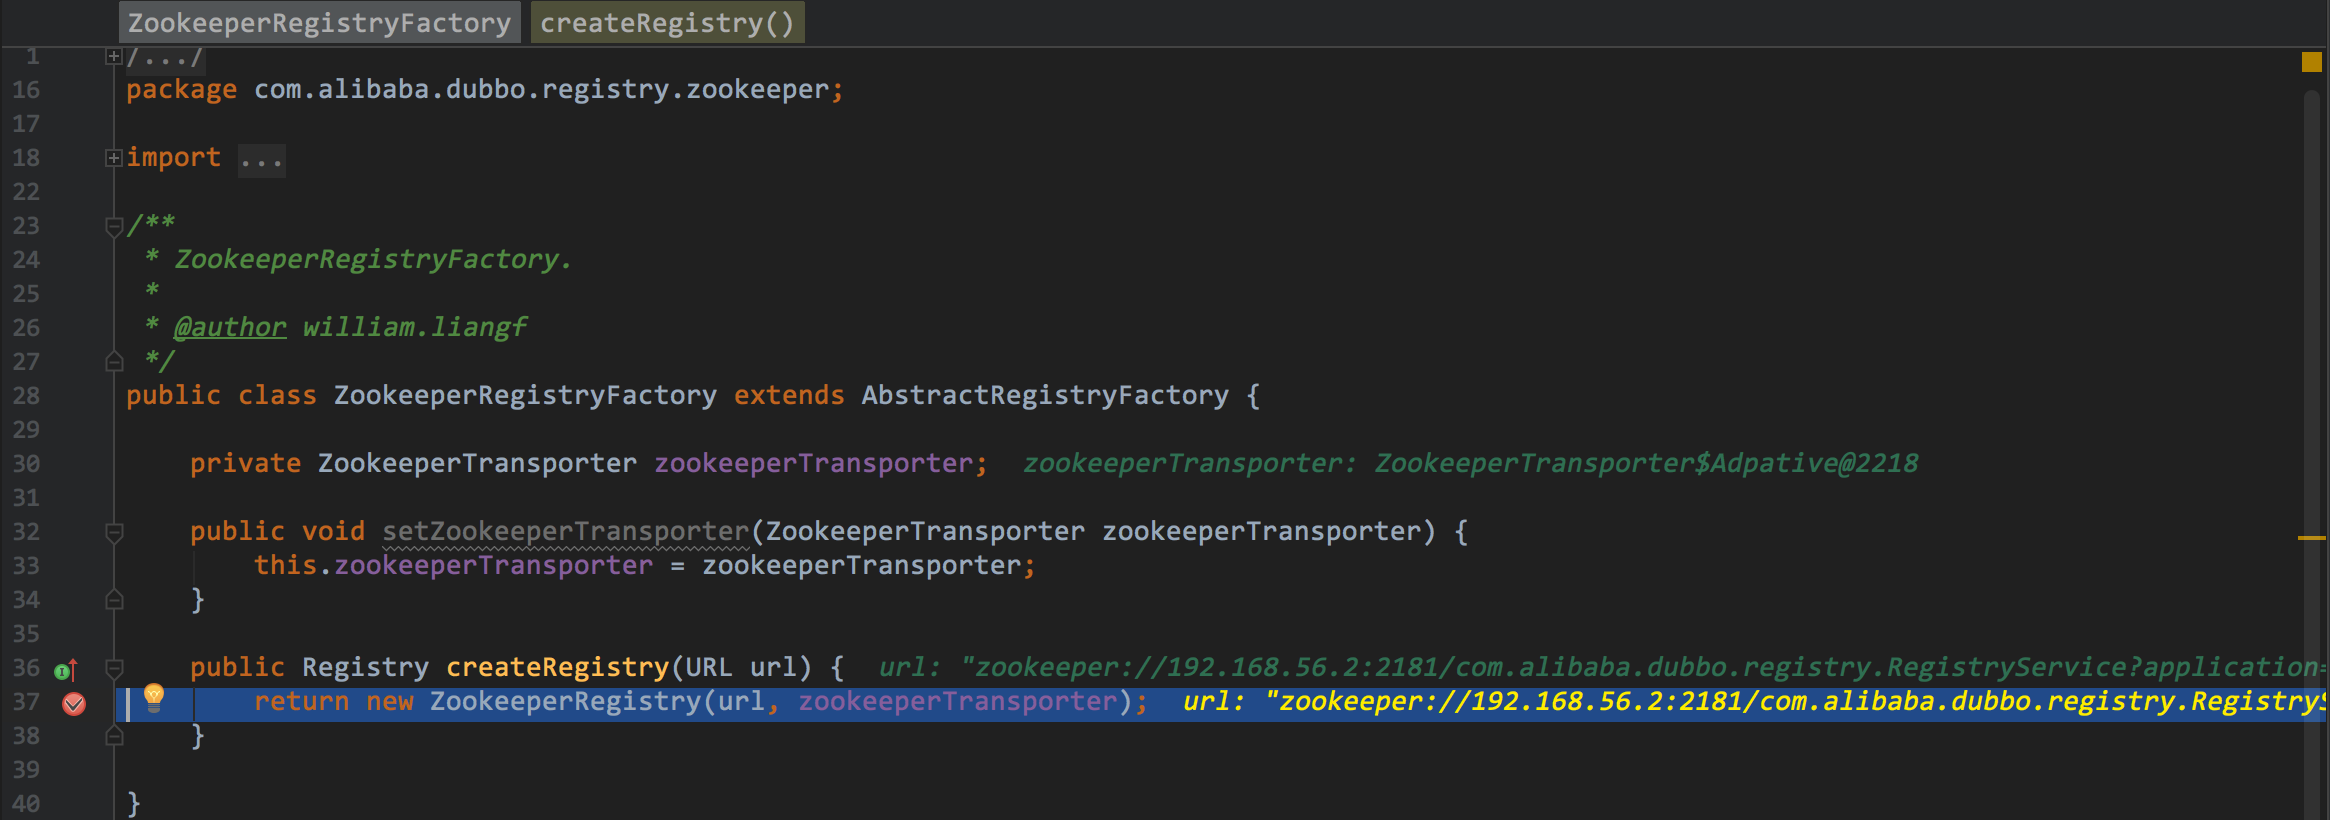 ZookeeperRegistryFactory createRegistry()
1 /.../
16 package com.alibaba.dubbo.registry.zookeeper;
17
18 import ...
22
23 /**
24  * ZookeeperRegistryFactory.
25  *
26  * @author william.liangf
27  */
28 public class ZookeeperRegistryFactory extends AbstractRegistryFactory {
29
30     private ZookeeperTransporter zookeeperTransporter;  zookeeperTransporter: ZookeeperTransporter$Adpative@2218
31
32     public void setZookeeperTransporter(ZookeeperTransporter zookeeperTransporter) {
33         this.zookeeperTransporter = zookeeperTransporter;
34     }
35
36     public Registry createRegistry(URL url) {  url: "zookeeper://192.168.56.2:2181/com.alibaba.dubbo.registry.RegistryService?application=
37         return new ZookeeperRegistry(url, zookeeperTransporter);  url: "zookeeper://192.168.56.2:2181/com.alibaba.dubbo.registry.RegistryS
38     }
39
40 }